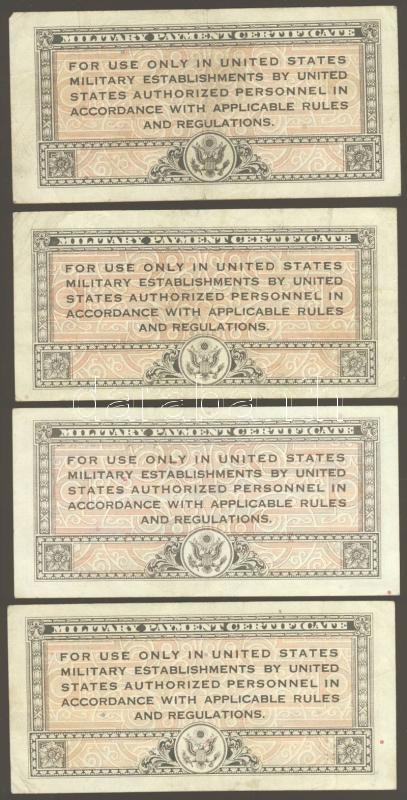 MILITARY PAYMENT CERTIFICATE
FOR USE ONLY IN UNITED STATES
MILITARY ESTABLISHMENTS BY UNITED
STATES AUTHORIZED PERSONNEL IN
ACCORDANCE WITH APPLICABLE RULES
AND REGULATIONS.
MILITARY PAYMENT CERTIFICATE
FOR USE ONLY IN UNITED STATES
MILITARY ESTABLISHMENTS BY UNITED
STATES AUTHORIZED PERSONNEL IN
ACCORDANCE WITH APPLICABLE RULES
AND REGULATIONS.
darabanth
MILITARY PAYMENT CERTIFICATE
FOR USE ONLY IN UNITED STATES
MILITARY ESTABLISHMENTS BY UNITED
STATES AUTHORIZED PERSONNEL IN
ACCORDANCE WITH APPLICABLE RULES
AND REGULATIONS.
MILITARY PAYMENT CERTIFICATE
FOR USE ONLY IN UNITED STATES
MILITARY ESTABLISHMENTS BY UNITED
STATES AUTHORIZED PERSONNEL IN
ACCORDANCE WITH APPLICABLE RULES
AND REGULATIONS.